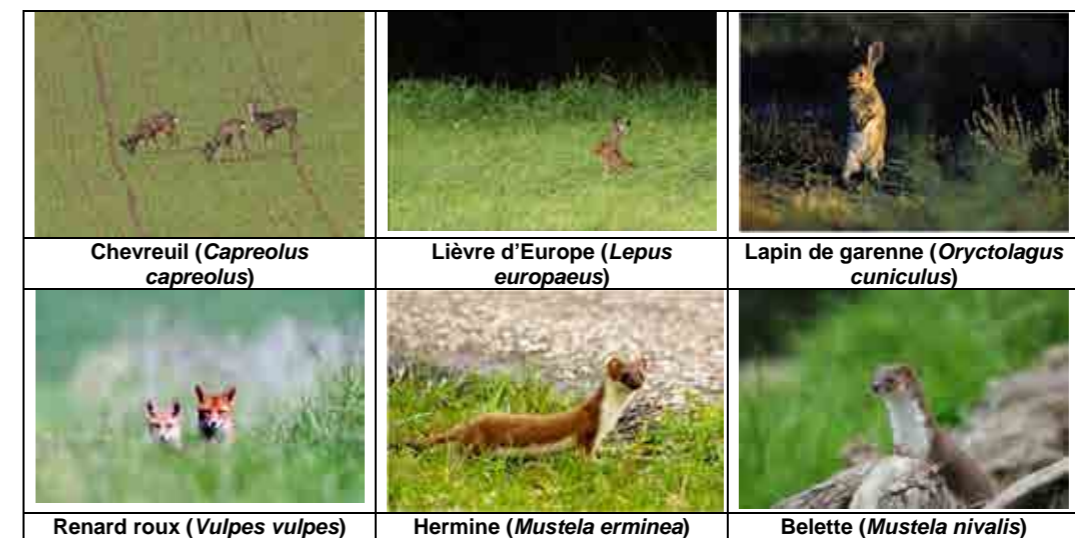 Chevreuil (Capreolus
capreolus)
Lièvre d’Europe (Lepus
europaeus)
Lapin de garenne (Oryctolagus
cuniculus)
Renard roux (Vulpes vulpes)
Hermine (Mustela erminea)
Belette (Mustela nivalis)